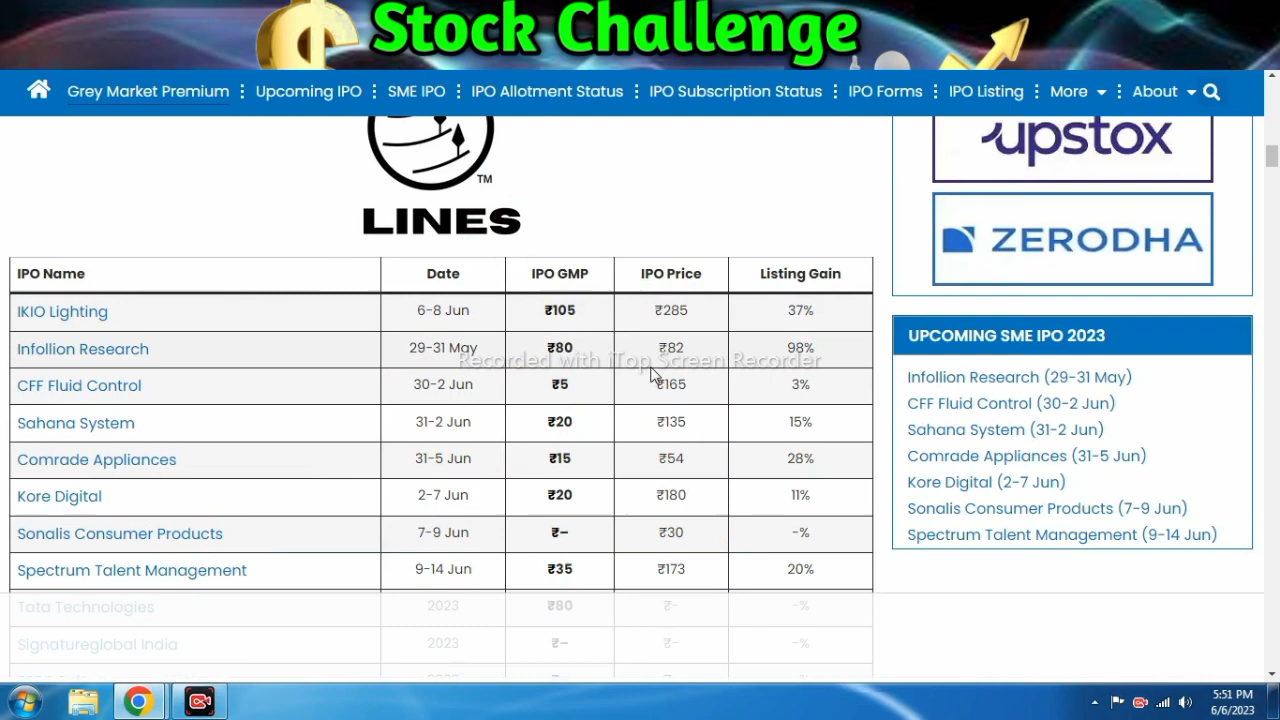 Stock Challenge
Grey Market Premium
Upcoming IPO
SME IPO
IPO Allotment Status
IPO Subscription Status
IPO Forms
IPO Listing
More
About
TM
LINES
upstox
ZERODHA
IPO Name Date IPO GMP IPO Price Listing Gain
IKIO Lighting 6-8 Jun ₹105 ₹285 37%
Infollion Research 29-31 May ₹80 ₹82 98%
CFF Fluid Control 30-2 Jun ₹5 ₹165 3%
Sahana System 31-2 Jun ₹20 ₹135 15%
Comrade Appliances 31-5 Jun ₹15 ₹54 28%
Kore Digital 2-7 Jun ₹20 ₹180 11%
Sonalis Consumer Products 7-9 Jun ₹– ₹30 -%
Spectrum Talent Management 9-14 Jun ₹35 ₹173 20%
Tata Technologies 2023 ₹80 ₹- -%
Signatureglobal India 2023 ₹– ₹- -%
Recorded with iTop Screen Recorder
UPCOMING SME IPO 2023
Infollion Research (29-31 May)
CFF Fluid Control (30-2 Jun)
Sahana System (31-2 Jun)
Comrade Appliances (31-5 Jun)
Kore Digital (2-7 Jun)
Sonalis Consumer Products (7-9 Jun)
Spectrum Talent Management (9-14 Jun)
5:51 PM
6/6/2023